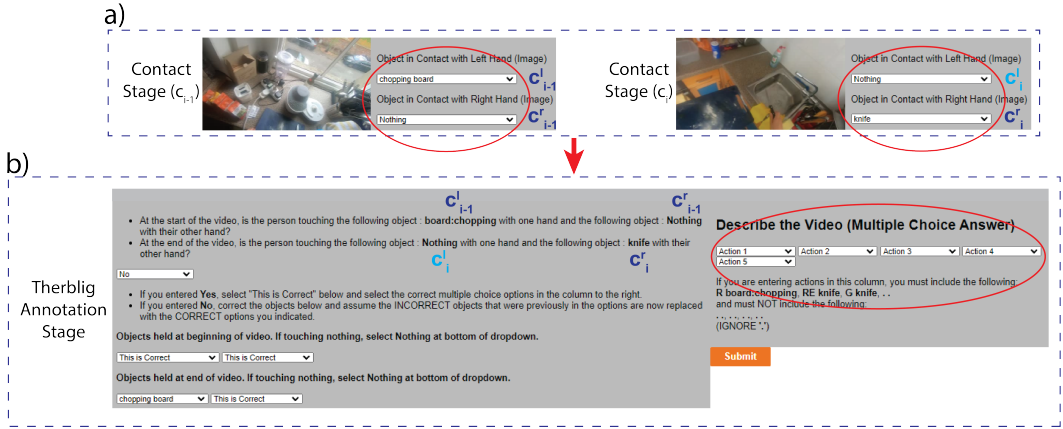 a)
Contact
Stage (c i-1)
Object in Contact with Left Hand (Image)
chopping board
c l i-1
Object in Contact with Right Hand (Image)
Nothing
c r i-1
Contact
Stage (c i)
Object in Contact with Left Hand (Image)
Nothing
c l i
Object in Contact with Right Hand (Image)
knife
c r i
b)
Therblig
Annotation
Stage
c l i-1 c r i-1
• At the start of the video, is the person touching the following object : board:chopping with one hand and the following object : Nothing
with their other hand?
• At the end of the video, is the person touching the following object : Nothing with one hand and the following object : knife with their
other hand?
c l i c r i
No
• If you entered Yes, select "This is Correct" below and select the correct multiple choice options in the column to the right.
• If you entered No, correct the objects below and assume the INCORRECT objects that were previously in the options are now replaced
with the CORRECT options you indicated.
Objects held at beginning of video. If touching nothing, select Nothing at bottom of dropdown.
This is Correct This is Correct
Objects held at end of video. If touching nothing, select Nothing at bottom of dropdown.
chopping board This is Correct
Describe the Video (Multiple Choice Answer)
Action 1 Action 2 Action 3 Action 4
Action 5
If you are entering actions in this column, you must include the following:
R board:chopping, RE knife, G knife, . .
and must NOT include the following:
. ., . ., . ., . .
(IGNORE ".")
Submit